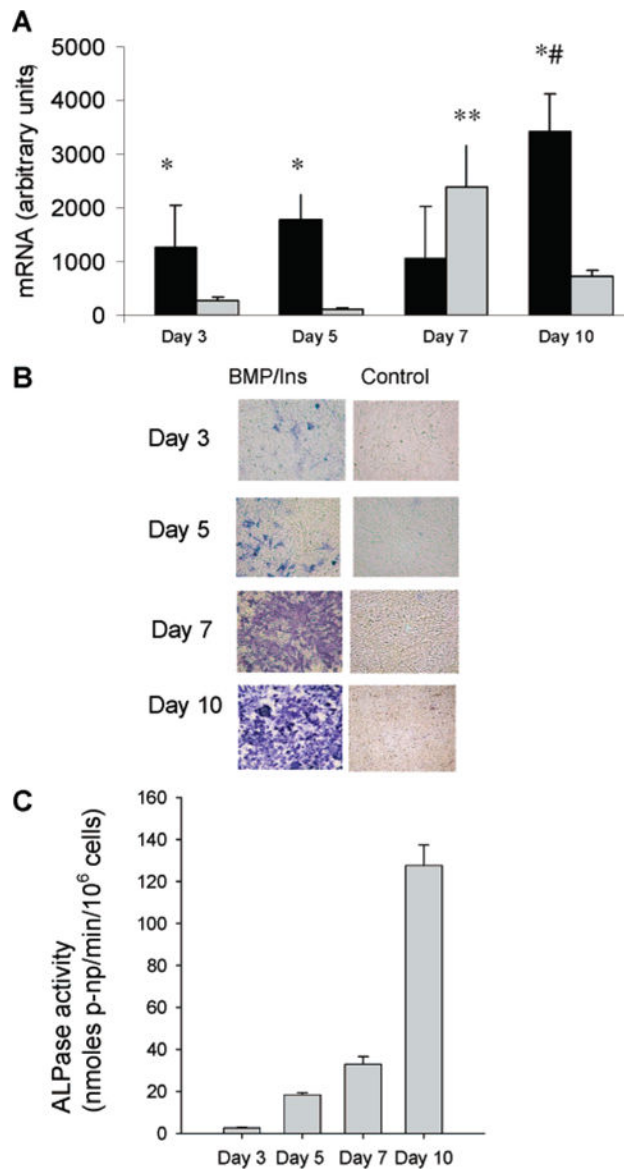 A
mRNA (arbitrary units)
5000
4000
3000
2000
1000
0
*
*
**
*#
Day 3
Day 5
Day 7
Day 10
B
BMP/Ins
Control
Day 3
Day 5
Day 7
Day 10
C
ALPase activity
(nmoles p-np/min/10⁶ cells)
160
140
120
100
80
60
40
20
0
Day 3
Day 5
Day 7
Day 10